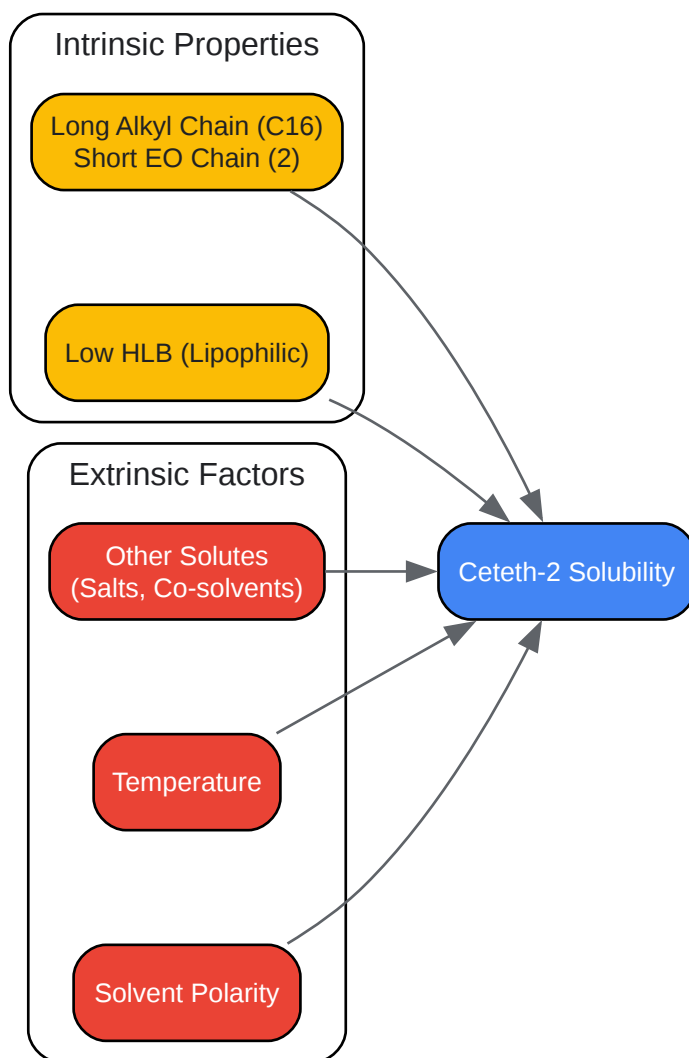 Intrinsic Properties
Long Alkyl Chain (C16)
Short EO Chain (2)
Low HLB (Lipophilic)
Extrinsic Factors
Other Solutes
(Salts, Co-solvents)
Ceteth-2 Solubility
Temperature
Solvent Polarity